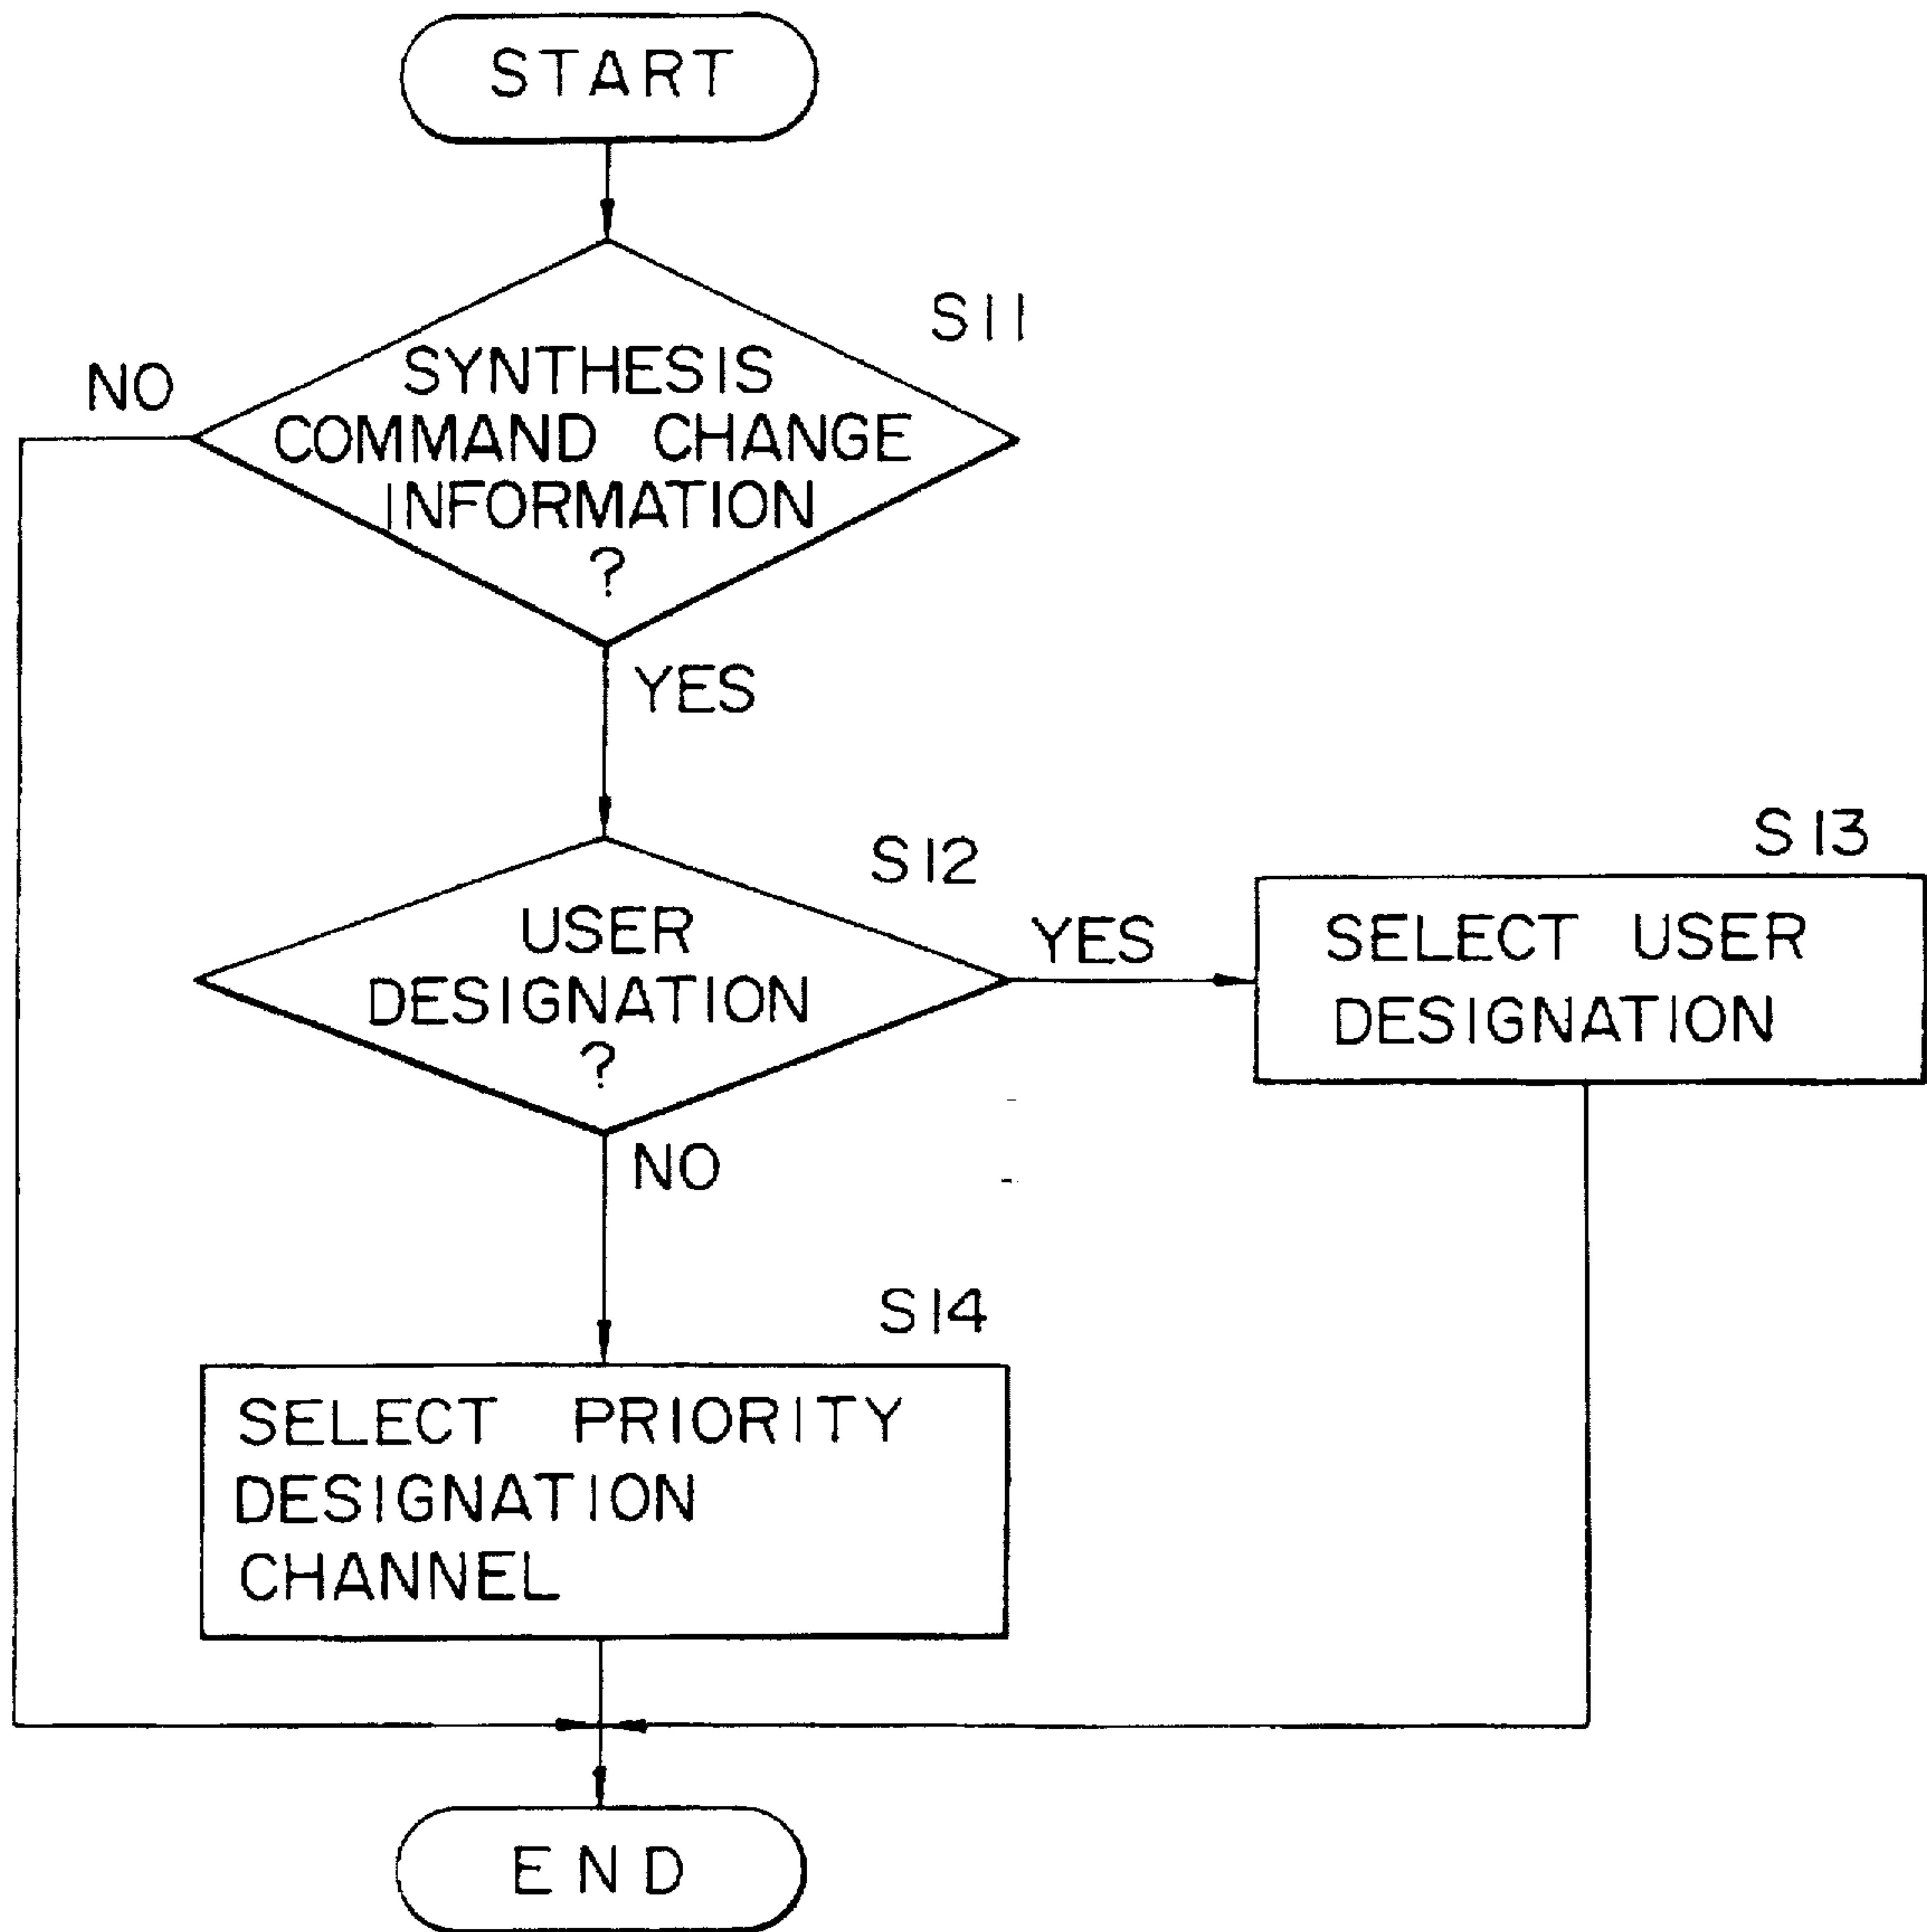 START
S11
NO
SYNTHESIS
COMMAND CHANGE
INFORMATION
?
YES
S12
S13
USER
DESIGNATION
?
YES
SELECT USER
DESIGNATION
NO
S14
SELECT PRIORITY
DESIGNATION
CHANNEL
END